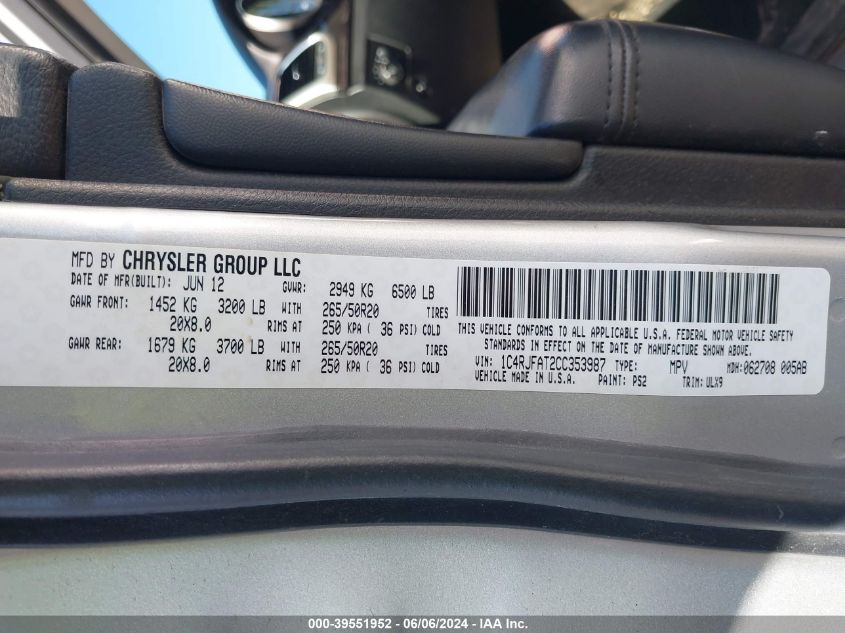 MFD BY CHRYSLER GROUP LLC
DATE OF MFR(BUILT): JUN 12 GVWR: 2949 KG 6500 LB
GAWR FRONT: 1452 KG 3200 LB WITH 265/50R20 TIRES
20X8.0 RIMS AT 250 KPA ( 36 PSI) COLD
GAWR REAR: 1679 KG 3700 LB WITH 265/50R20 TIRES
20X8.0 RIMS AT 250 KPA ( 36 PSI) COLD
THIS VEHICLE CONFORMS TO ALL APPLICABLE U.S.A. FEDERAL MOTOR VEHICLE SAFETY
STANDARDS IN EFFECT ON THE DATE OF MANUFACTURE SHOWN ABOVE.
VIN: 1C4RJFAT2CC353987 TYPE: MPV MDH:062708 005AB
VEHICLE MADE IN U.S.A. PAINT: PS2 TRIM: ULX9
000-39551952 - 06/06/2024 - IAA Inc.